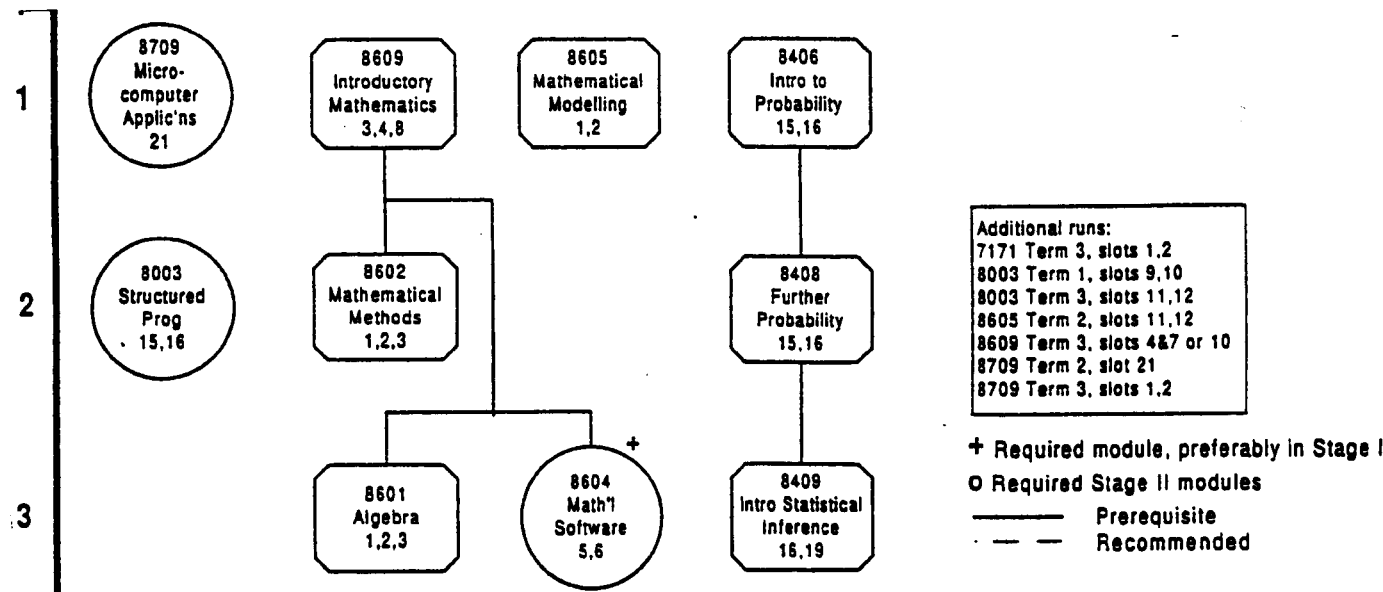 1
8709
Micro-
computer
Applic'ns
21
8609
Introductory
Mathematics
3,4,8
8605
Mathematical
Modelling
1,2
8406
Intro to
Probability
15,16
2
8003
Structured
Prog
15,16
8602
Mathematical
Methods
1,2,3
8408
Further
Probability
15,16
Additional runs:
7171 Term 3, slots 1,2
8003 Term 1, slots 9,10
8003 Term 3, slots 11,12
8605 Term 2, slots 11,12
8609 Term 3, slots 4&7 or 10
8709 Term 2, slot 21
8709 Term 3, slots 1,2
3
8601
Algebra
1,2,3
+
8604
Math'l
Software
5,6
8409
Intro Statistical
Inference
16,19
+ Required module, preferably in Stage I
O Required Stage II modules
Prerequisite
Recommended